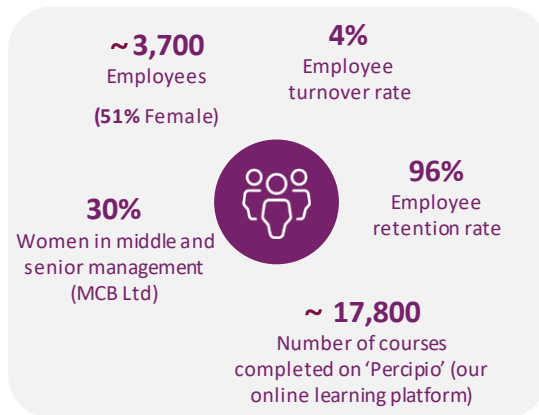 ~ 3,700
Employees
(51% Female)
4%
Employee
turnover rate
30%
Women in middle and
senior management
(MCB Ltd)
96%
Employee
retention rate
~ 17,800
Number of courses
completed on ‘Percipio’ (our
online learning platform)